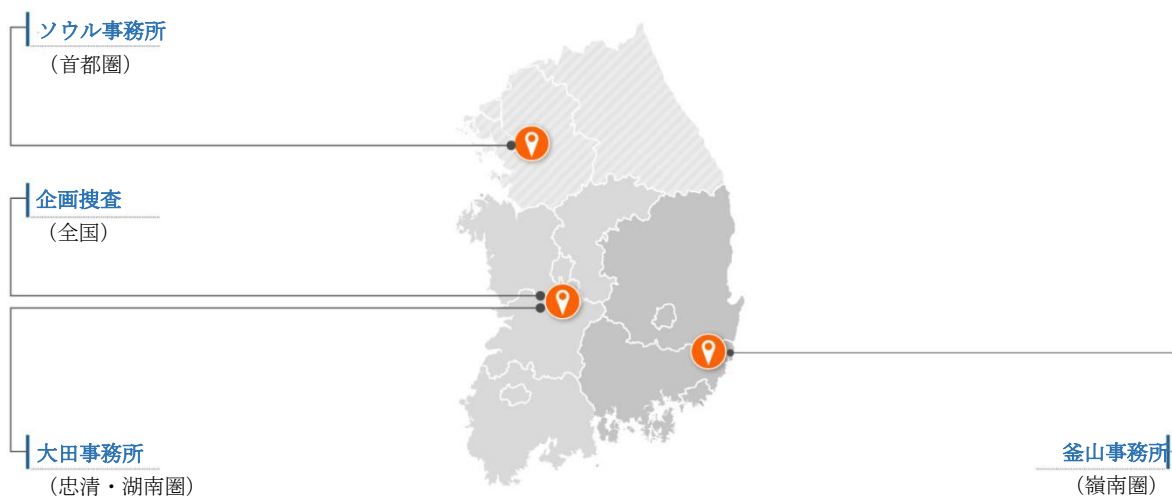 ソウル事務所
（首都圏）
企画捜査
（全国）
大田事務所
（忠清・湖南圏）
釜山事務所
（嶺南圏）